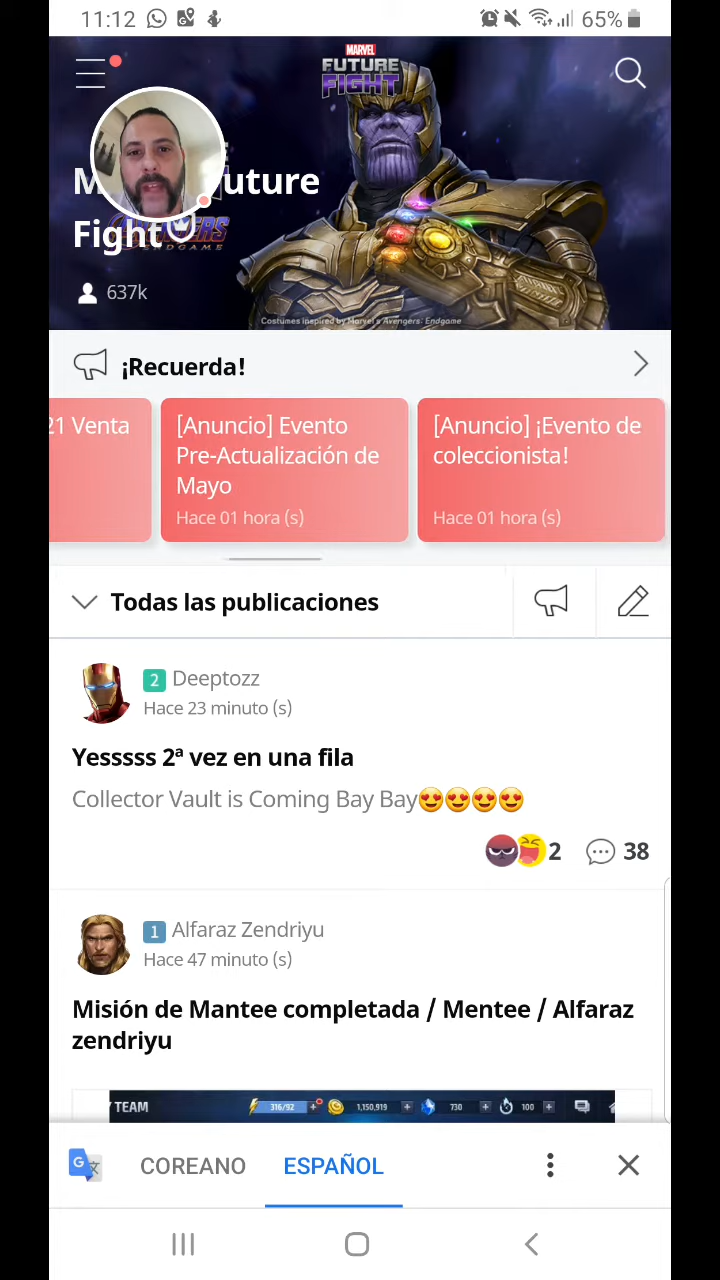 11:12
65%
MARVEL
FUTURE
FIGHT
uture
Fight
ENDGAME
637k
Costumes inspired by Marvel's Avengers: Endgame
¡Recuerda!
21 Venta
[Anuncio] Evento
Pre-Actualización de
Mayo
Hace 01 hora (s)
[Anuncio] ¡Evento de
coleccionista!
Hace 01 hora (s)
Todas las publicaciones
2 Deeptozz
Hace 23 minuto (s)
Yesssss 2ª vez en una fila
Collector Vault is Coming Bay Bay😍😍😍😍
2 38
1 Alfaraz Zendriyu
Hace 47 minuto (s)
Misión de Mantee completada / Mentee / Alfaraz
zendriyu
TEAM 316/92 + 1,150,919 + 730 + 100 +
G 文 COREANO ESPAÑOL